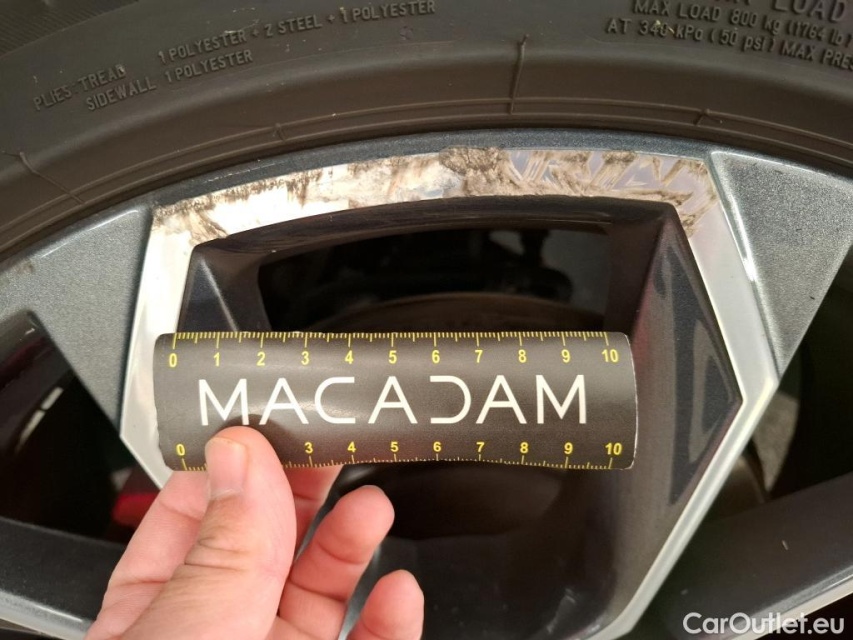 PLIES: TREAD 1 POLYESTER + 2 STEEL + 1 POLYESTER
SIDEWALL 1 POLYESTER
LOAD
MAX LOAD 800 kg (1764 lb)
AT 340 kPa (50 psi) MAX PRES
0 1 2 3 4 5 6 7 8 9 10
MACADAM
0 3 4 5 6 7 8 9 10
CarOutlet.eu